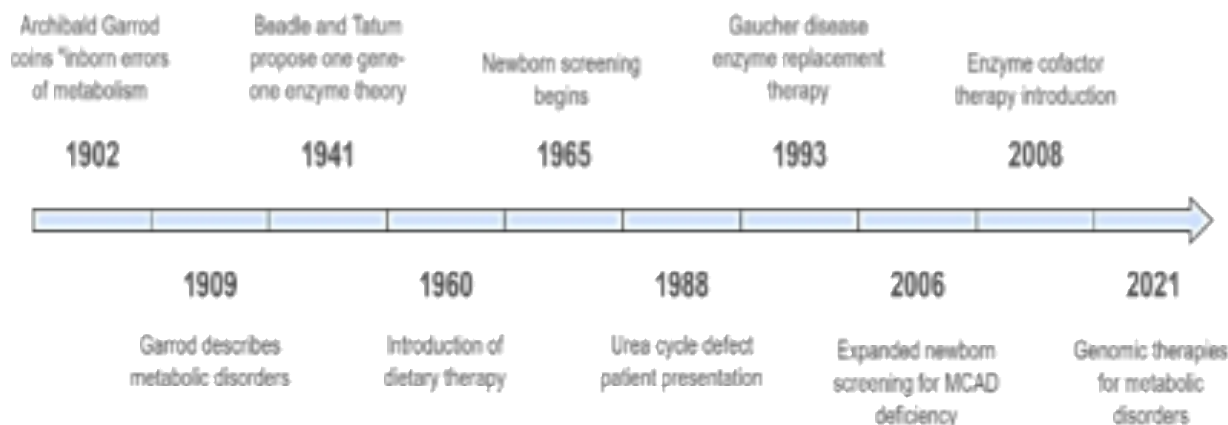 Archibald Garrod
coins "inborn errors
of metabolism
1902
Beadle and Tatum
propose one gene-
one enzyme theory
1941
Newborn screening
begins
1965
Gaucher disease
enzyme replacement
therapy
1993
Enzyme cofactor
therapy introduction
2008
1909
Garrod describes
metabolic disorders
1960
Introduction of
dietary therapy
1988
Urea cycle defect
patient presentation
2006
Expanded newborn
screening for MCAD
deficiency
2021
Genomic therapies
for metabolic
disorders